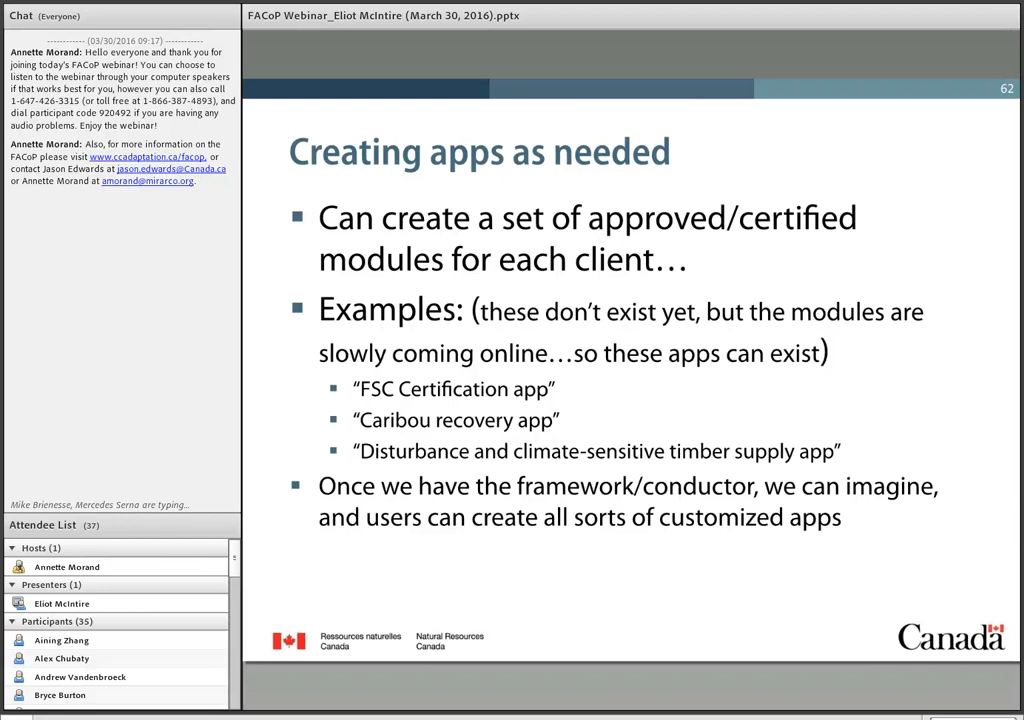 Chat (Everyone)
------------ (03/30/2016 09:17) ------------
Annette Morand: Hello everyone and thank you for
joining today's FACoP webinar! You can choose to
listen to the webinar through your computer speakers
if that works best for you, however you can also call
1-647-426-3315 (or toll free at 1-866-387-4893), and
dial participant code 920492 if you are having any
audio problems. Enjoy the webinar!
Annette Morand: Also, for more information on the
FACoP please visit www.ccadaptation.ca/facop, or
contact Jason Edwards at jason.edwards@Canada.ca
or Annette Morand at amorand@mirarco.org.
Mike Brienesse, Mercedes Serna are typing...
Attendee List (37)
Hosts (1)
Annette Morand
Presenters (1)
Eliot McIntire
Participants (35)
Aining Zhang
Alex Chubaty
Andrew Vandenbroeck
Bryce Burton
FACoP Webinar_Eliot McIntire (March 30, 2016).pptx
62
Creating apps as needed
Can create a set of approved/certified
modules for each client…
Examples: (these don’t exist yet, but the modules are
slowly coming online…so these apps can exist)
“FSC Certification app”
“Caribou recovery app”
“Disturbance and climate-sensitive timber supply app”
Once we have the framework/conductor, we can imagine,
and users can create all sorts of customized apps
Ressources naturelles Natural Resources
Canada Canada
Canada